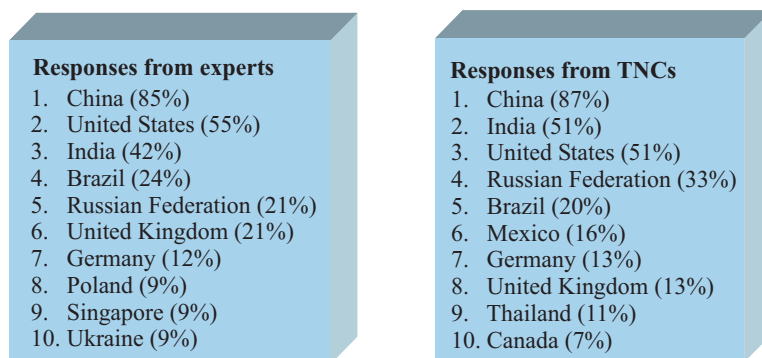 Responses from experts
1. China (85%)
2. United States (55%)
3. India (42%)
4. Brazil (24%)
5. Russian Federation (21%)
6. United Kingdom (21%)
7. Germany (12%)
8. Poland (9%)
9. Singapore (9%)
10. Ukraine (9%)
Responses from TNCs
1. China (87%)
2. India (51%)
3. United States (51%)
4. Russian Federation (33%)
5. Brazil (20%)
6. Mexico (16%)
7. Germany (13%)
8. United Kingdom (13%)
9. Thailand (11%)
10. Canada (7%)